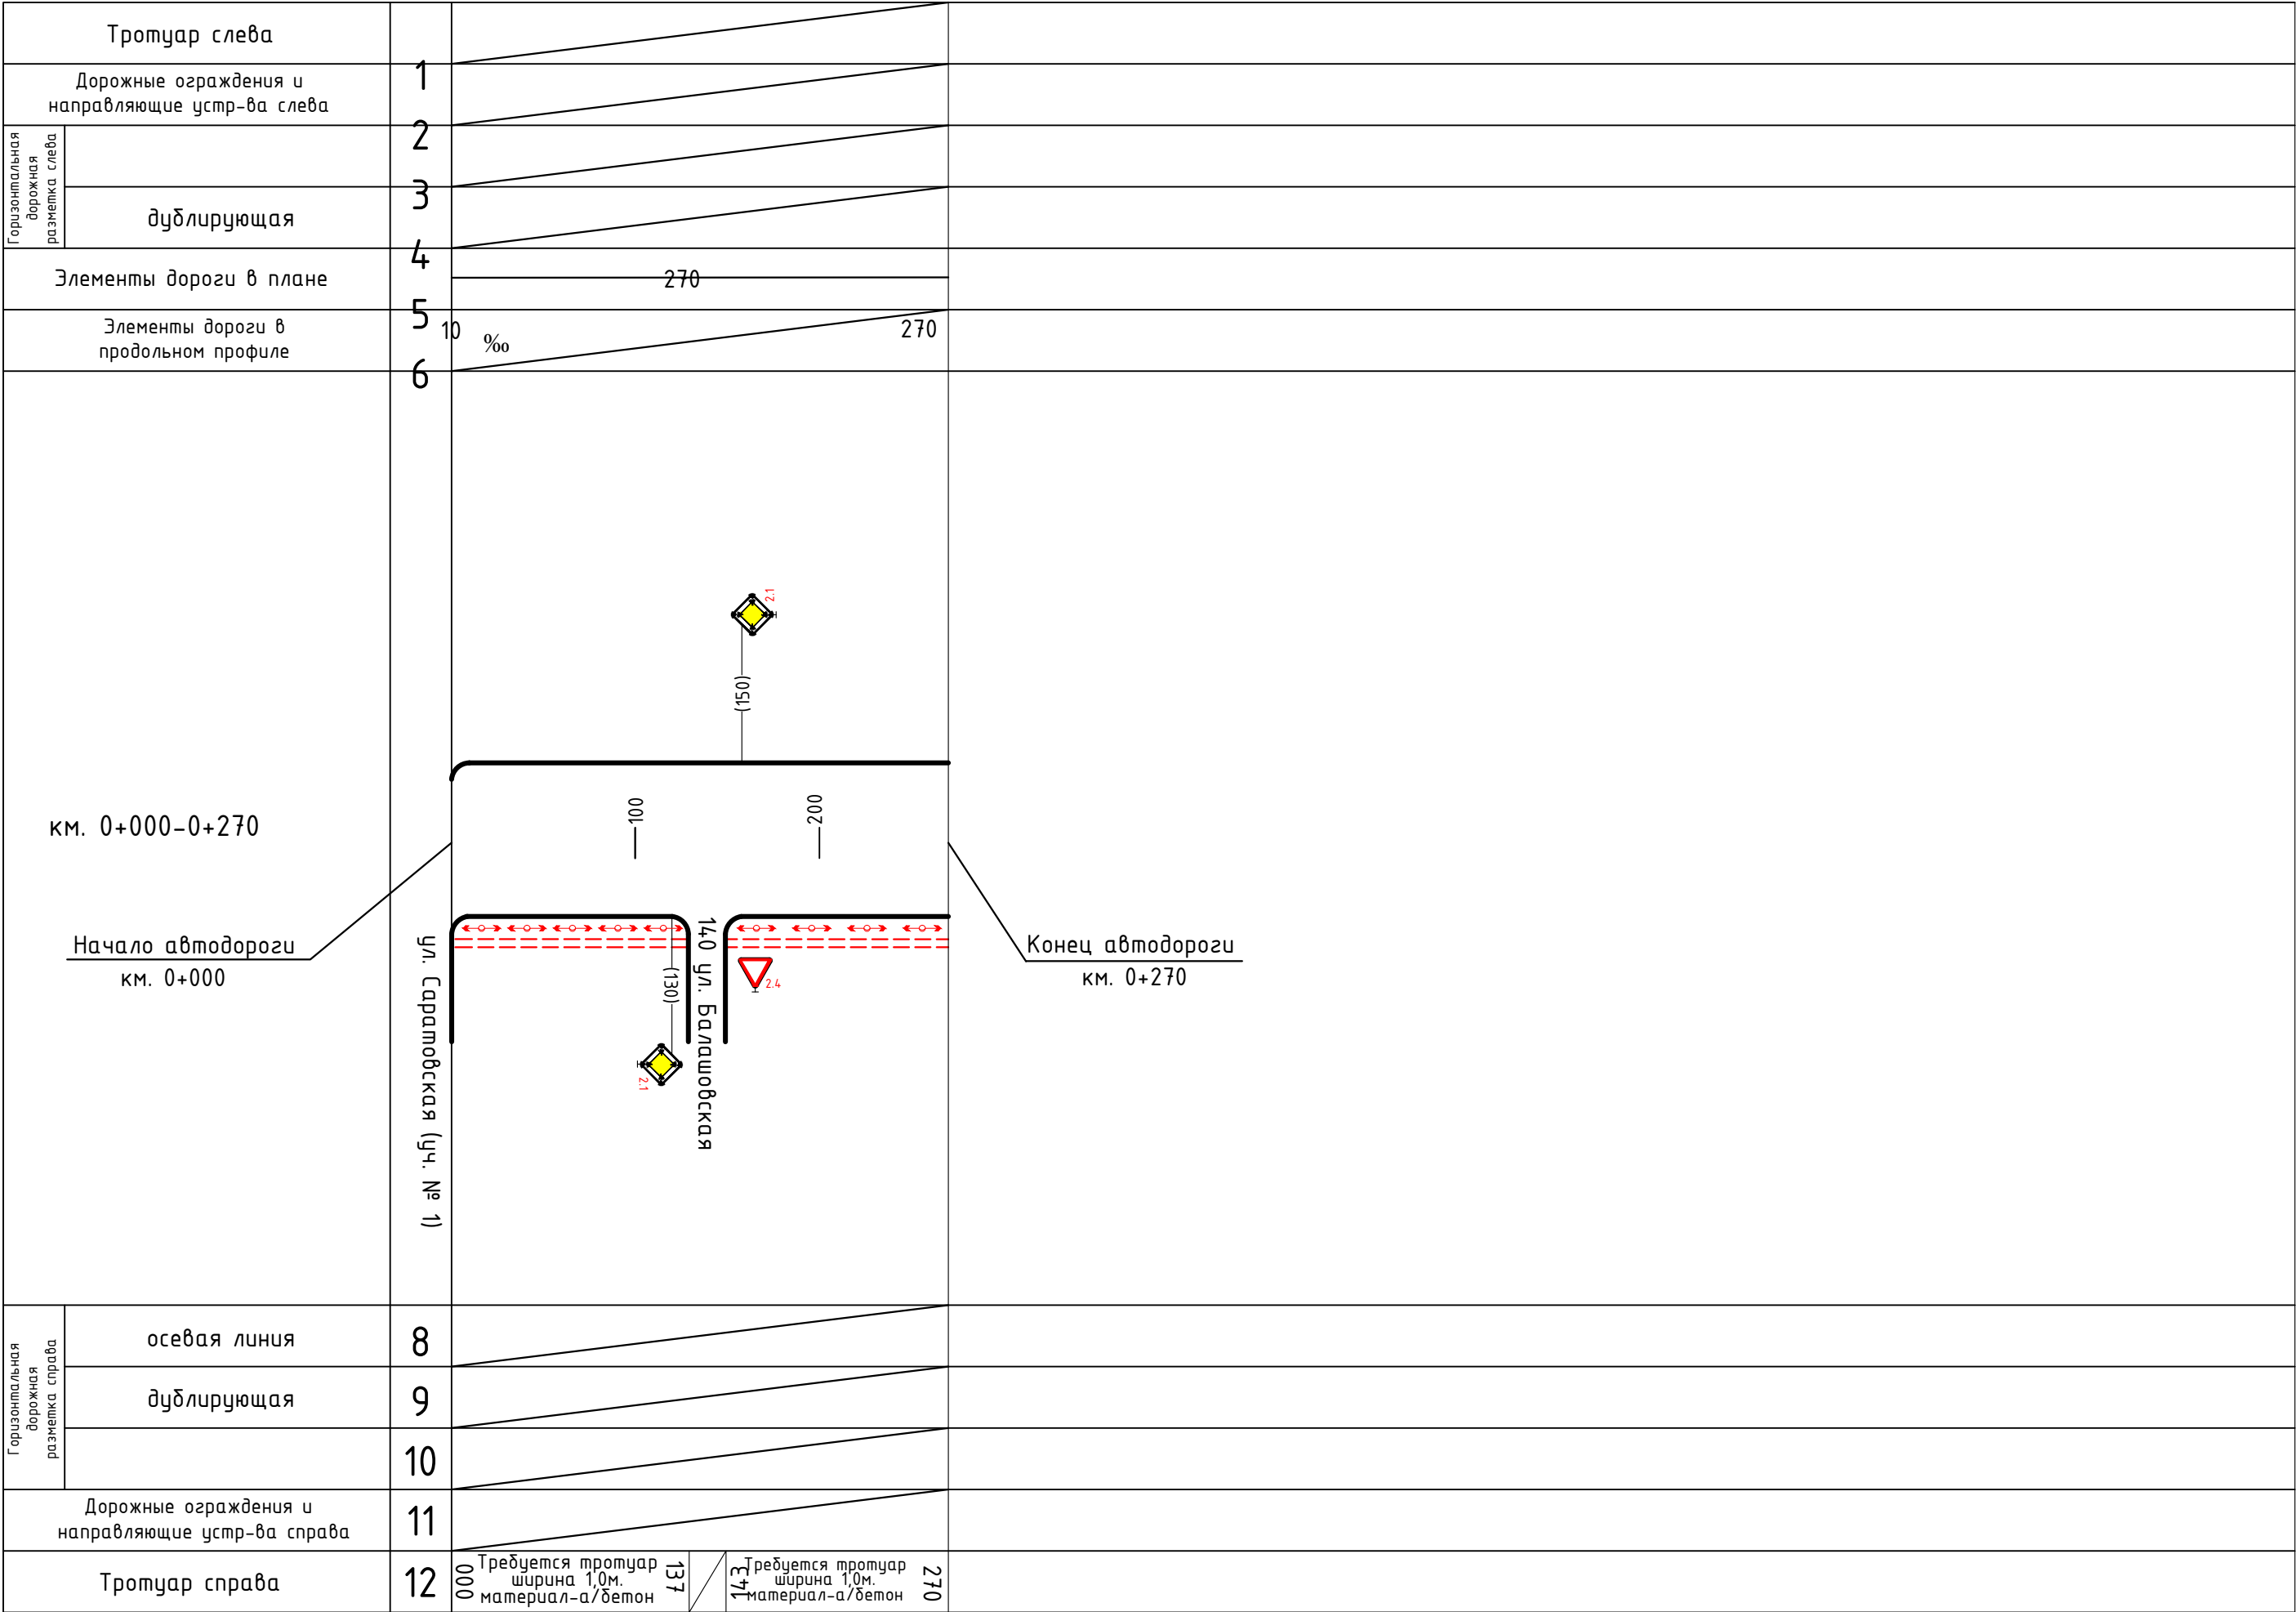 Тротуар слева
1
Дорожные ограждения и
направляющие устр-ва слева
2
Горизонтальная
дорожная
разметка слева
3
дублирующая
4
Элементы дороги в плане
270
5
Элементы дороги в
продольном профиле
10
‰
270
6
2.1
(150)
100
200
км. 0+000-0+270
Начало автодороги
км. 0+000
Конец автодороги
км. 0+270
ул. Саратовская (уч. № 1)
140 ул. Балашовская
(130)
2.4
2.1
Горизонтальная
дорожная
разметка справа
осевая линия
8
дублирующая
9
10
Дорожные ограждения и
направляющие устр-ва справа
11
Тротуар справа
12
000
Требуется тротуар
ширина 1,0м.
материал-а/бетон
137
143
Требуется тротуар
ширина 1,0м.
материал-а/бетон
270